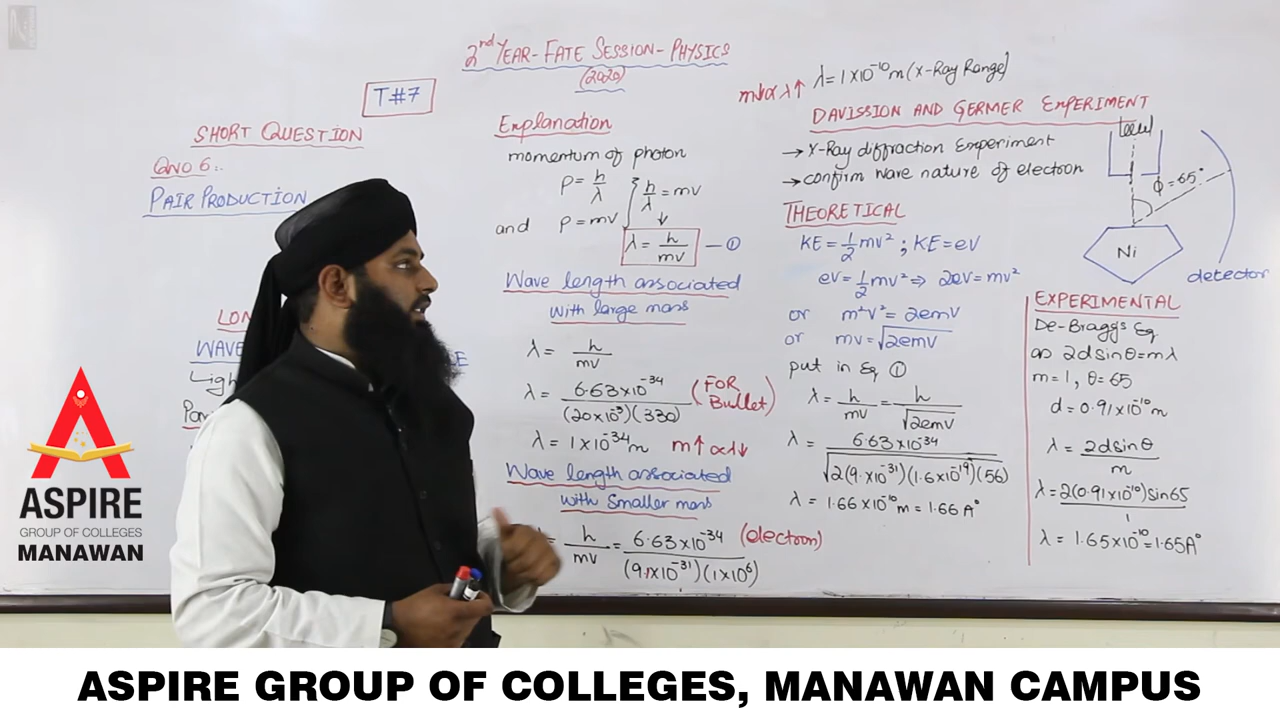 2nd YEAR-FATE SESSION-PHYSICS
(2020)
T#7
SHORT QUESTION
QNO 6:.
PAIR PRODUCTION
LON
WAVE
E
Ligh
Explanation
momentum of photon
P = h/λ
h/λ = mv
and P = mv
λ = h/mv — ①
Wave length associated
with large mass
λ = h/mv
λ = 6.63×10⁻³⁴/(20×10⁻³)(330) (FOR Bullet)
λ = 1×10⁻³⁴m m↑ ∝ λ↓
Wave length associated
with smaller mass
h/mv = 6.63×10⁻³⁴/(9.1×10⁻³¹)(1×10⁶) (electron)
m↓ ∝ λ↑ λ = 1×10⁻¹⁰m (X-Ray Range)
DAVISSION AND GERMER EXPERIMENT
→ X-Ray diffraction Experiment
→ confirm wave nature of electron
THEORETICAL
KE = 1/2 mv² ; KE = eV
eV = 1/2 mv² ⇒ 2eV = mv²
or m²V² = 2emV
or mv = √2emV
put in Eq ①
λ = h/mv = h/√2emv
λ = 6.63×10⁻³⁴/√2(9.1×10⁻³¹)(1.6×10⁻¹⁹)(56)
λ = 1.66×10⁻¹⁰m = 1.66 A°
Φ = 65°
Ni
detector
EXPERIMENTAL
De-Bragg's Eq
as 2dsinθ = mλ
m = 1, θ = 65
d = 0.91×10⁻¹⁰m
λ = 2dsinθ/m
λ = 2(0.91×10⁻¹⁰)sin65/1
λ = 1.65×10⁻¹⁰ = 1.65A°
ASPIRE
GROUP OF COLLEGES
MANAWAN
ASPIRE GROUP OF COLLEGES, MANAWAN CAMPUS